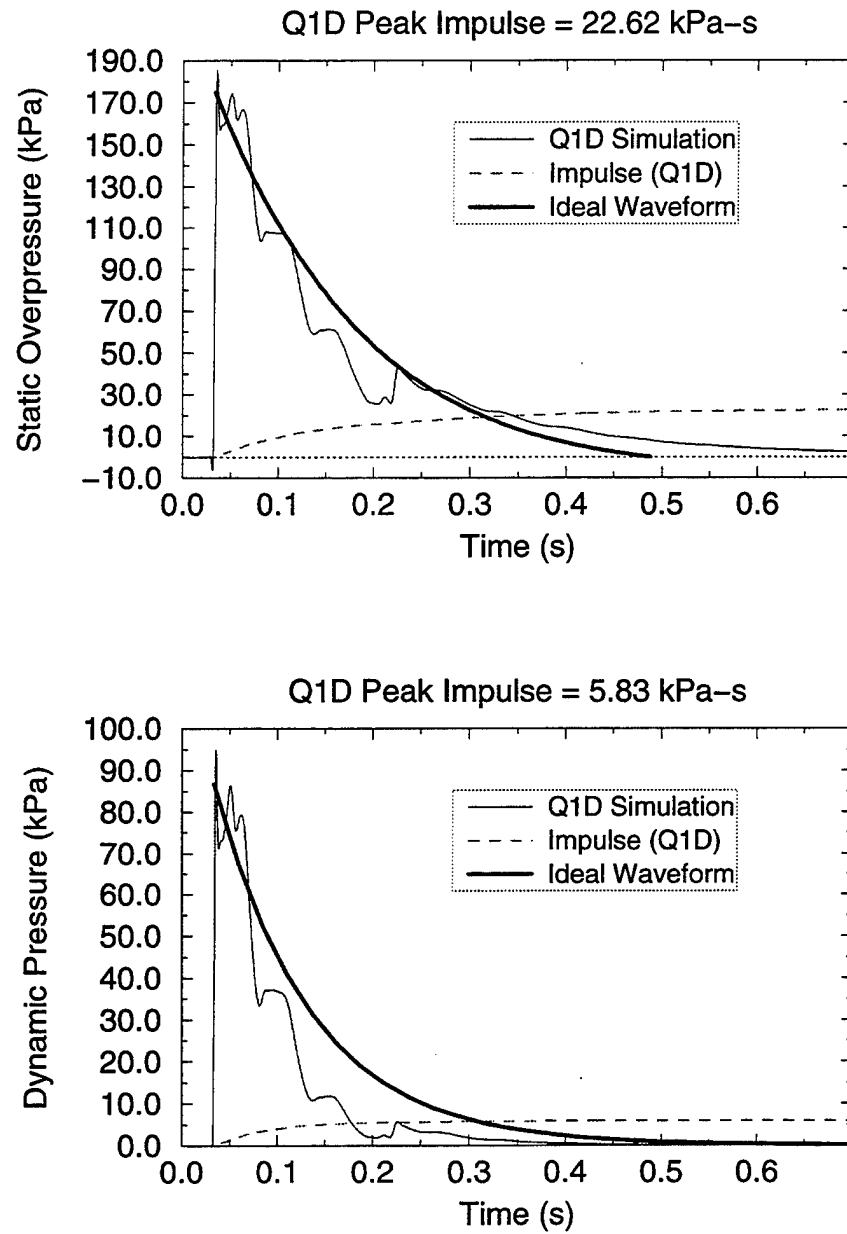 Q1D Peak Impulse = 22.62 kPa−s
190.0
170.0
150.0
130.0
110.0
90.0
70.0
50.0
30.0
10.0
−10.0
Static Overpressure (kPa)
Q1D Simulation
Impulse (Q1D)
Ideal Waveform
0.0 0.1 0.2 0.3 0.4 0.5 0.6
Time (s)
Q1D Peak Impulse = 5.83 kPa−s
100.0
90.0
80.0
70.0
60.0
50.0
40.0
30.0
20.0
10.0
0.0
Dynamic Pressure (kPa)
Q1D Simulation
Impulse (Q1D)
Ideal Waveform
0.0 0.1 0.2 0.3 0.4 0.5 0.6
Time (s)